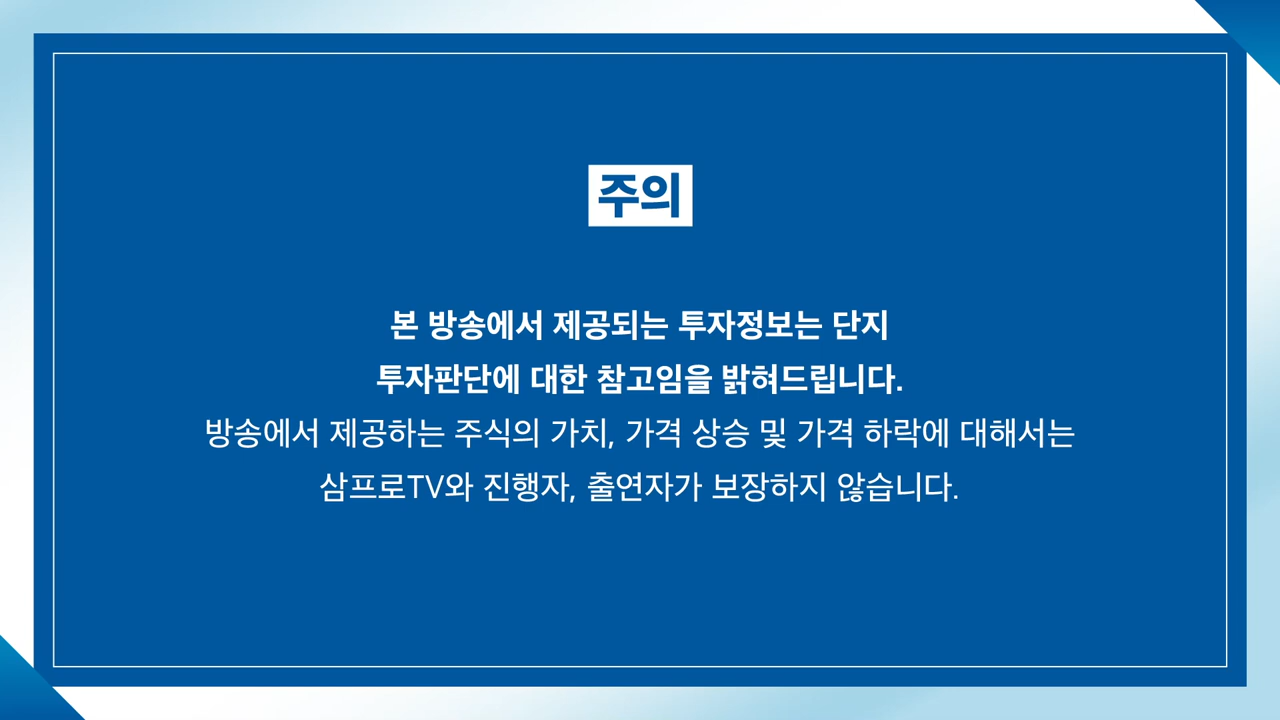 주의
본 방송에서 제공되는 투자정보는 단지
투자판단에 대한 참고임을 밝혀드립니다.
방송에서 제공하는 주식의 가치, 가격 상승 및 가격 하락에 대해서는
삼프로TV와 진행자, 출연자가 보장하지 않습니다.